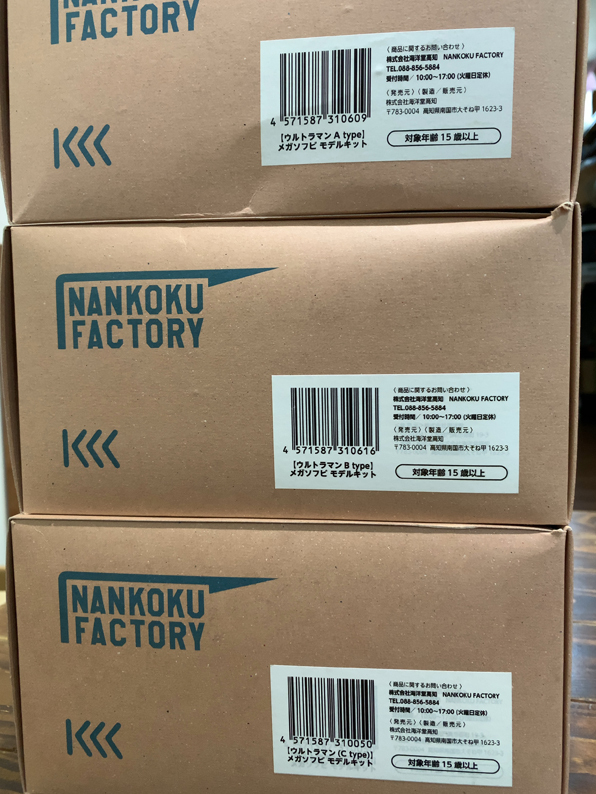 NANKOKU
FACTORY
KKK
4 571587 310609
【ウルトラマン A type】
メガソフビ モデルキット
〈 商品に関するお問い合わせ 〉
株式会社海洋堂高知 NANKOKU FACTORY
TEL.088-856-5884
受付時間／ 10:00〜17:00 (火曜日定休)
〈 発売元 〉〈 製造／販売元 〉
株式会社海洋堂高知
〒783-0004 高知県南国市大そね甲 1623-3
対象年齢 15 歳以上
NANKOKU
FACTORY
KKK
4 571587 310616
【ウルトラマン B type】
メガソフビ モデルキット
〈 商品に関するお問い合わせ 〉
株式会社海洋堂高知 NANKOKU FACTORY
TEL.088-856-5884
受付時間／ 10:00〜17:00 (火曜日定休)
〈 発売元 〉〈 製造／販売元 〉
株式会社海洋堂高知
〒783-0004 高知県南国市大そね甲 1623-3
対象年齢 15 歳以上
NANKOKU
FACTORY
KKK
4 571587 310050
【ウルトラマン (C type)】
メガソフビ モデルキット
〈 商品に関するお問い合わせ 〉
株式会社海洋堂高知 NANKOKU FACTORY
TEL.088-856-5884
受付時間／ 10:00〜17:00 (火曜日定休)
〈 発売元 〉〈 製造／販売元 〉
株式会社海洋堂高知
〒783-0004 高知県南国市大そね甲 1623-3
対象年齢 15 歳以上